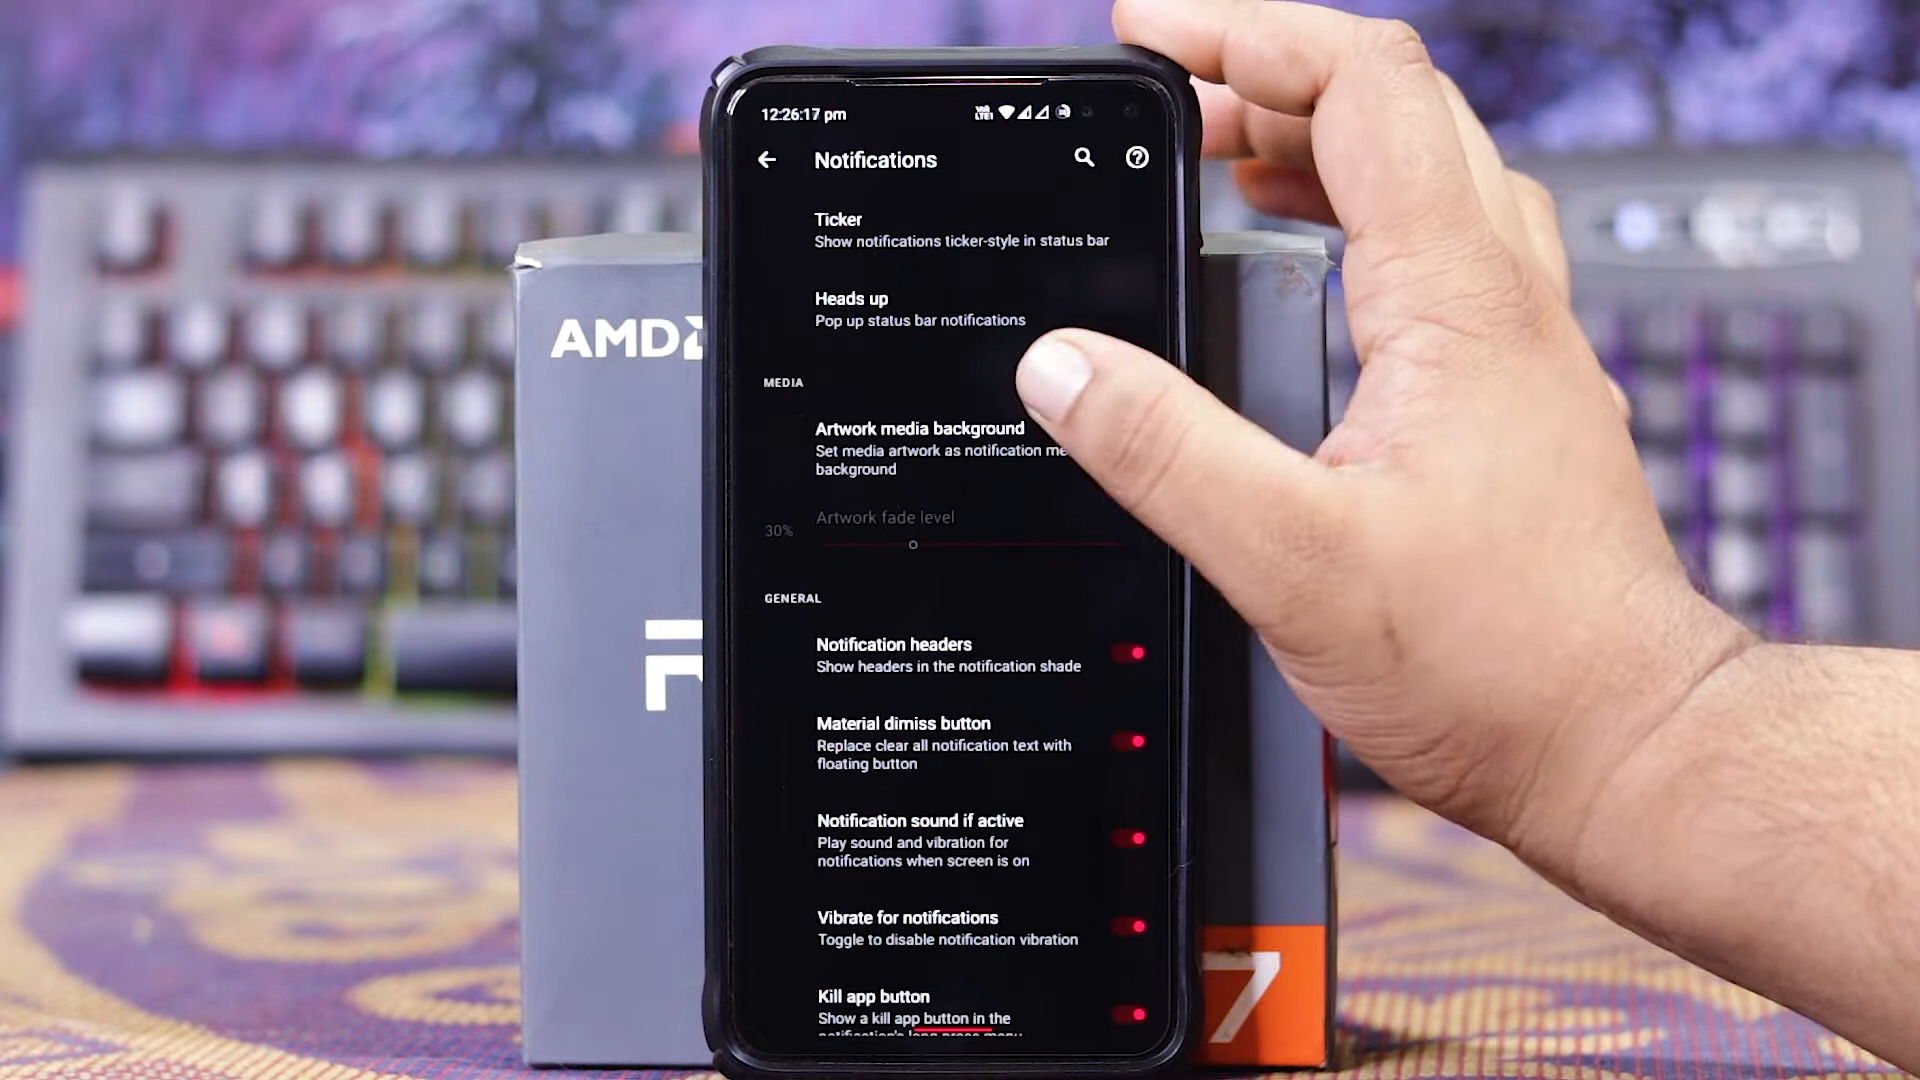 12:26:17 pm
Notifications
Ticker
Show notifications ticker-style in status bar
Heads up
Pop up status bar notifications
MEDIA
Artwork media background
Set media artwork as notification me
background
Artwork fade level
30%
GENERAL
Notification headers
Show headers in the notification shade
Material dimiss button
Replace clear all notification text with
floating button
Notification sound if active
Play sound and vibration for
notifications when screen is on
Vibrate for notifications
Toggle to disable notification vibration
Kill app button
Show a kill app button in the
AMD
R
7